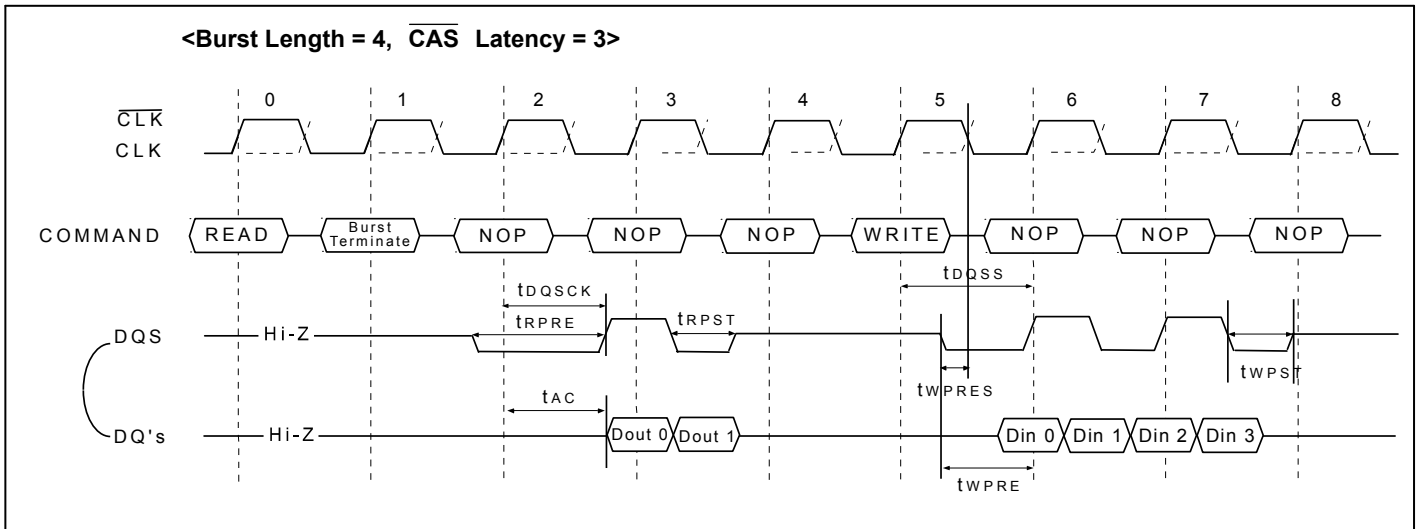 <Burst Length = 4, CAS Latency = 3>
0 1 2 3 4 5 6 7 8
CLK
CLK
COMMAND READ Burst Terminate NOP NOP NOP WRITE NOP NOP NOP
tDQSS
tDQSCK
tRPRE tRPST
DQS Hi-Z
tWPRES tWPST
tAC
DQ's Hi-Z Dout 0 Dout 1 Din 0 Din 1 Din 2 Din 3
tWPRE